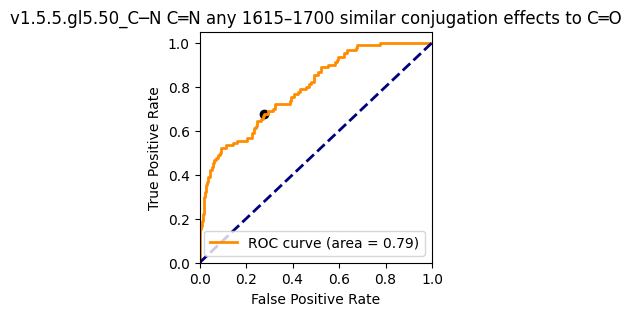 v1.5.5.gl5.50_C─N C═N any 1615–1700 similar conjugation effects to C═O
1.0
0.8
0.6
0.4
0.2
0.0
True Positive Rate
ROC curve (area = 0.79)
0.0 0.2 0.4 0.6 0.8 1.0
False Positive Rate